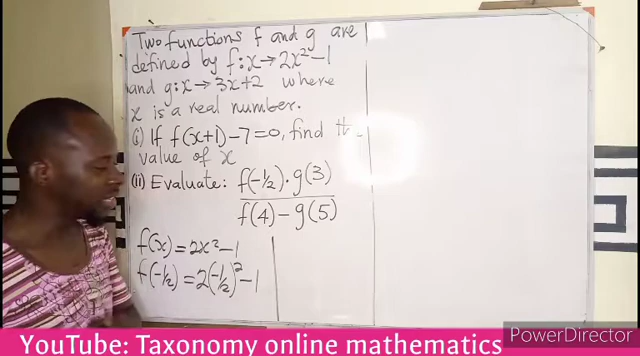 Two functions f and g are
defined by f:x→2x²-1
and g:x→3x+2 where
x is a real number.
(i) If f(x+1)-7=0, find th-
value of x
(ii) Evaluate: f(-1/2)·g(3)
f(4)-g(5)
f(x)=2x²-1
f(-1/2)=2(-1/2)²-1
PowerDirector
YouTube: Taxonomy online mathematics